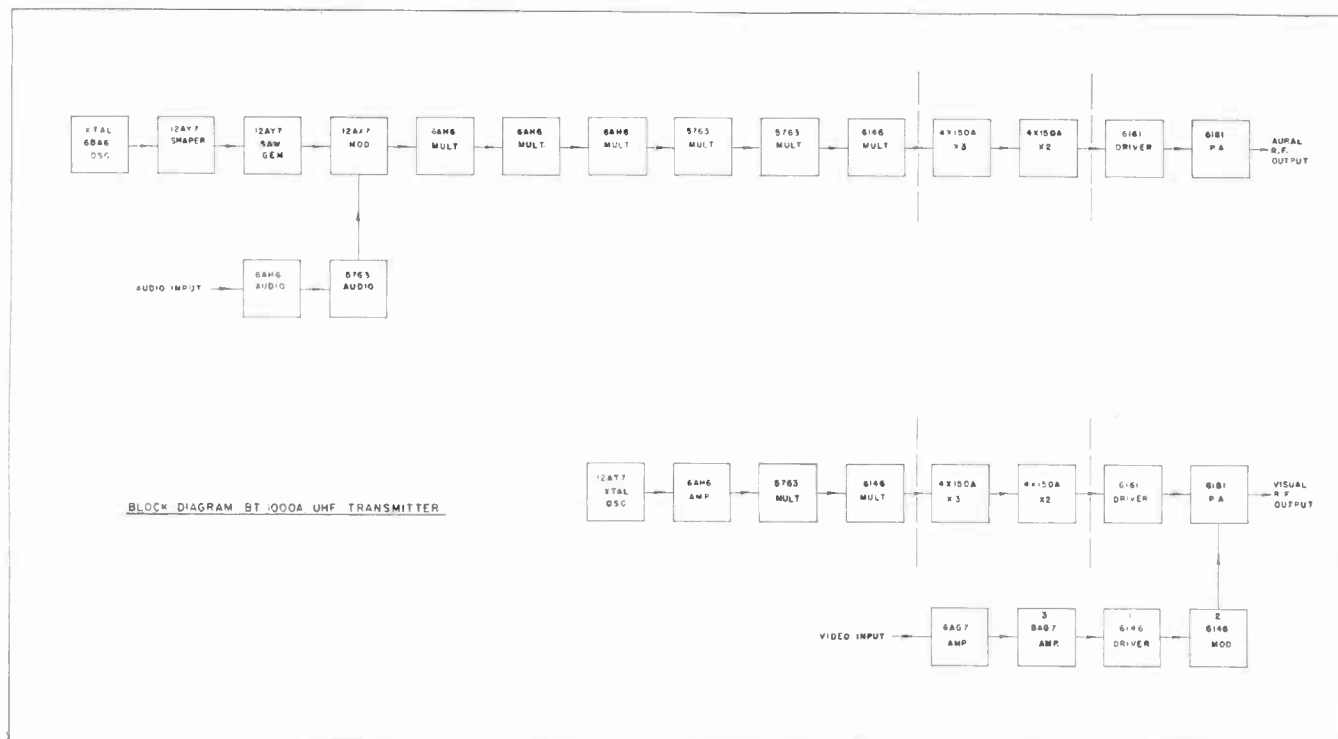 XTAL
6BA6
OSC
12AY7
SHAPER
12AY7
SAW
GEM
12AX7
MOD
6AH6
MULT
6AH6
MULT.
6AH6
MULT
5763
MULT
5763
MULT
6146
MULT
4X150A
X3
4X150A
X2
6161
DRIVER
6181
PA
AURAL
R.F.
OUTPUT
AUDIO INPUT
6AH6
AUDIO
5763
AUDIO
12AT7
XTAL
OSC
6AH6
AMP
5763
MULT
6146
MULT
4X150A
X3
4X150A
X2
6161
DRIVER
6181
PA
VISUAL
R.F.
OUTPUT
BLOCK DIAGRAM BT 1000A UHF TRANSMITTER
VIDEO INPUT
6AG7
AMP
3
6AG7
AMP.
1
6146
DRIVER
2
6146
MOD